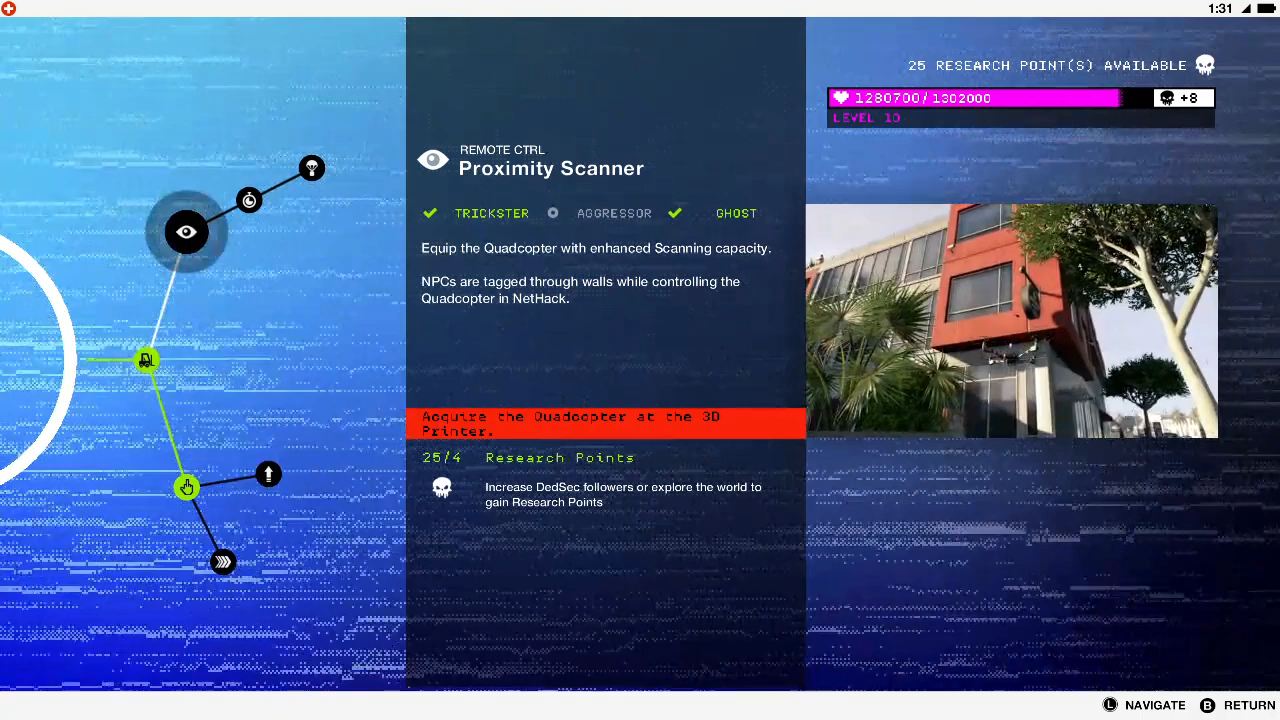 1:31
25 RESEARCH POINT(S) AVAILABLE
1280700/1302000
+8
LEVEL 10
REMOTE CTRL
Proximity Scanner
TRICKSTER AGGRESSOR GHOST
Equip the Quadcopter with enhanced Scanning capacity.
NPCs are tagged through walls while controlling the
Quadcopter in NetHack.
Acquire the Quadcopter at the 3D
Printer.
25/4 Research Points
Increase DedSec followers or explore the world to
gain Research Points
L NAVIGATE B RETURN